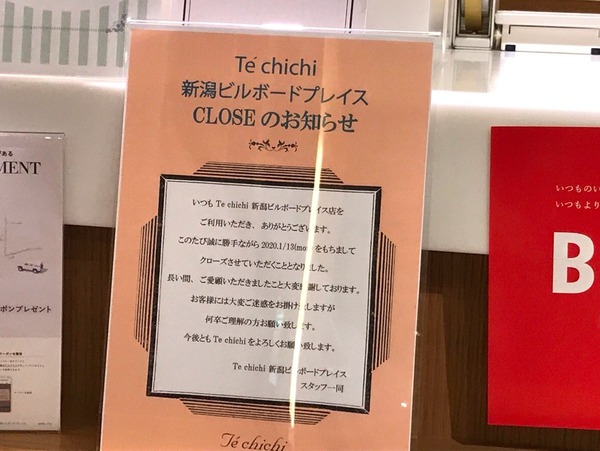 Té chichi
新潟ビルボードプレイス
CLOSE のお知らせ
いつも Te chichi 新潟ビルボードプレイス店を
ご利用いただき、ありがとうございます。
このたび誠に勝手ながら 2020.1/13(mon)をもちまして
クローズさせていただくこととなりました。
長い間、ご愛顧いただきましたこと大変感謝しております。
お客様には大変ご迷惑をお掛け致しますが
何卒ご理解の方お願い致します。
今後とも Te chichi をよろしくお願い致します。
Te chichi 新潟ビルボードプレイス
スタッフ一同
Té chichi
がある
MENT
ポンプレゼント
いつものい
いつもより
B